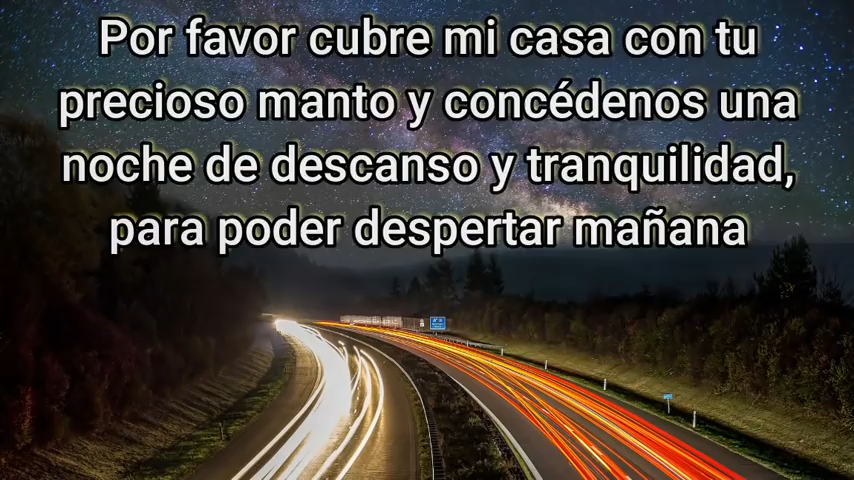 Por favor cubre mi casa con tu
precioso manto y concédenos una
noche de descanso y tranquilidad,
para poder despertar mañana